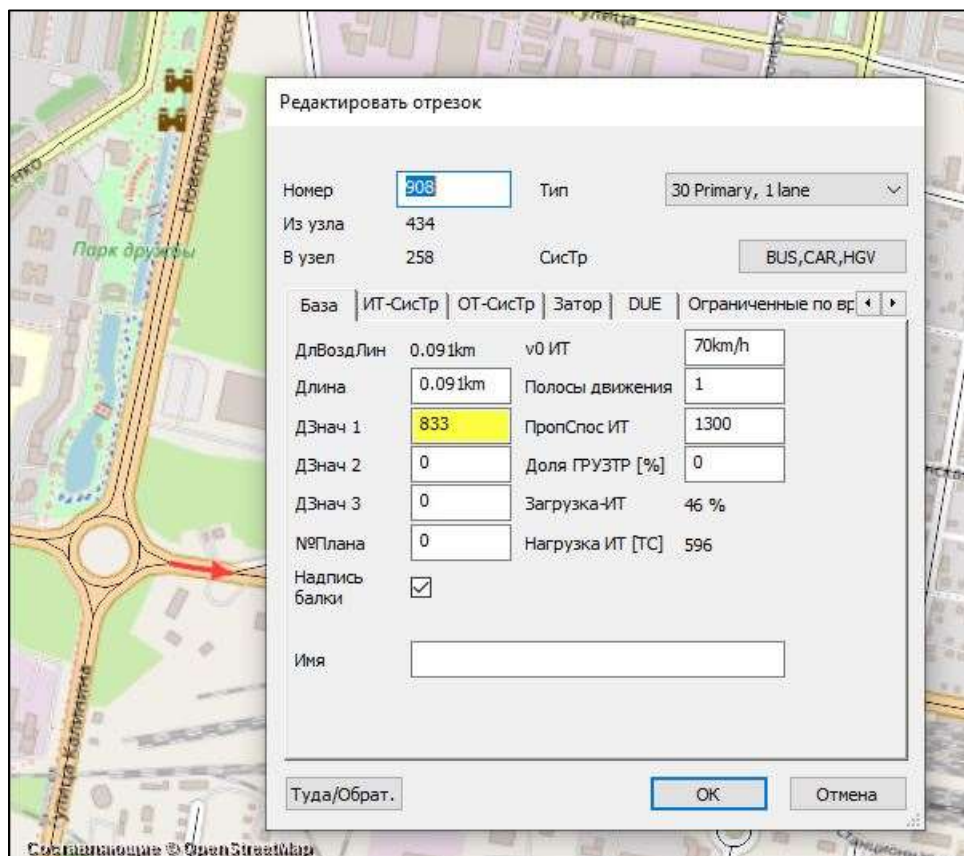 улица
Новотроицкое шоссе
Парк дружбы
улица Калинина
Редактировать отрезок
Номер 908 Тип 30 Primary, 1 lane
Из узла 434
В узел 258 СисТр BUS,CAR,HGV
База ИТ-СисТр ОТ-СисТр Затор DUE Ограниченные по вр
ДлВоздЛин 0.091km v0 ИТ 70km/h
Длина 0.091km Полосы движения 1
ДЗнач 1 833 ПропСпос ИТ 1300
ДЗнач 2 0 Доля ГРУЗТР [%] 0
ДЗнач 3 0 Загрузка-ИТ 46 %
№Плана 0 Нагрузка ИТ [ТС] 596
Надпись
балки
Имя
Туда/Обрат. ОК Отмена
Составляющие © OpenStreetMap